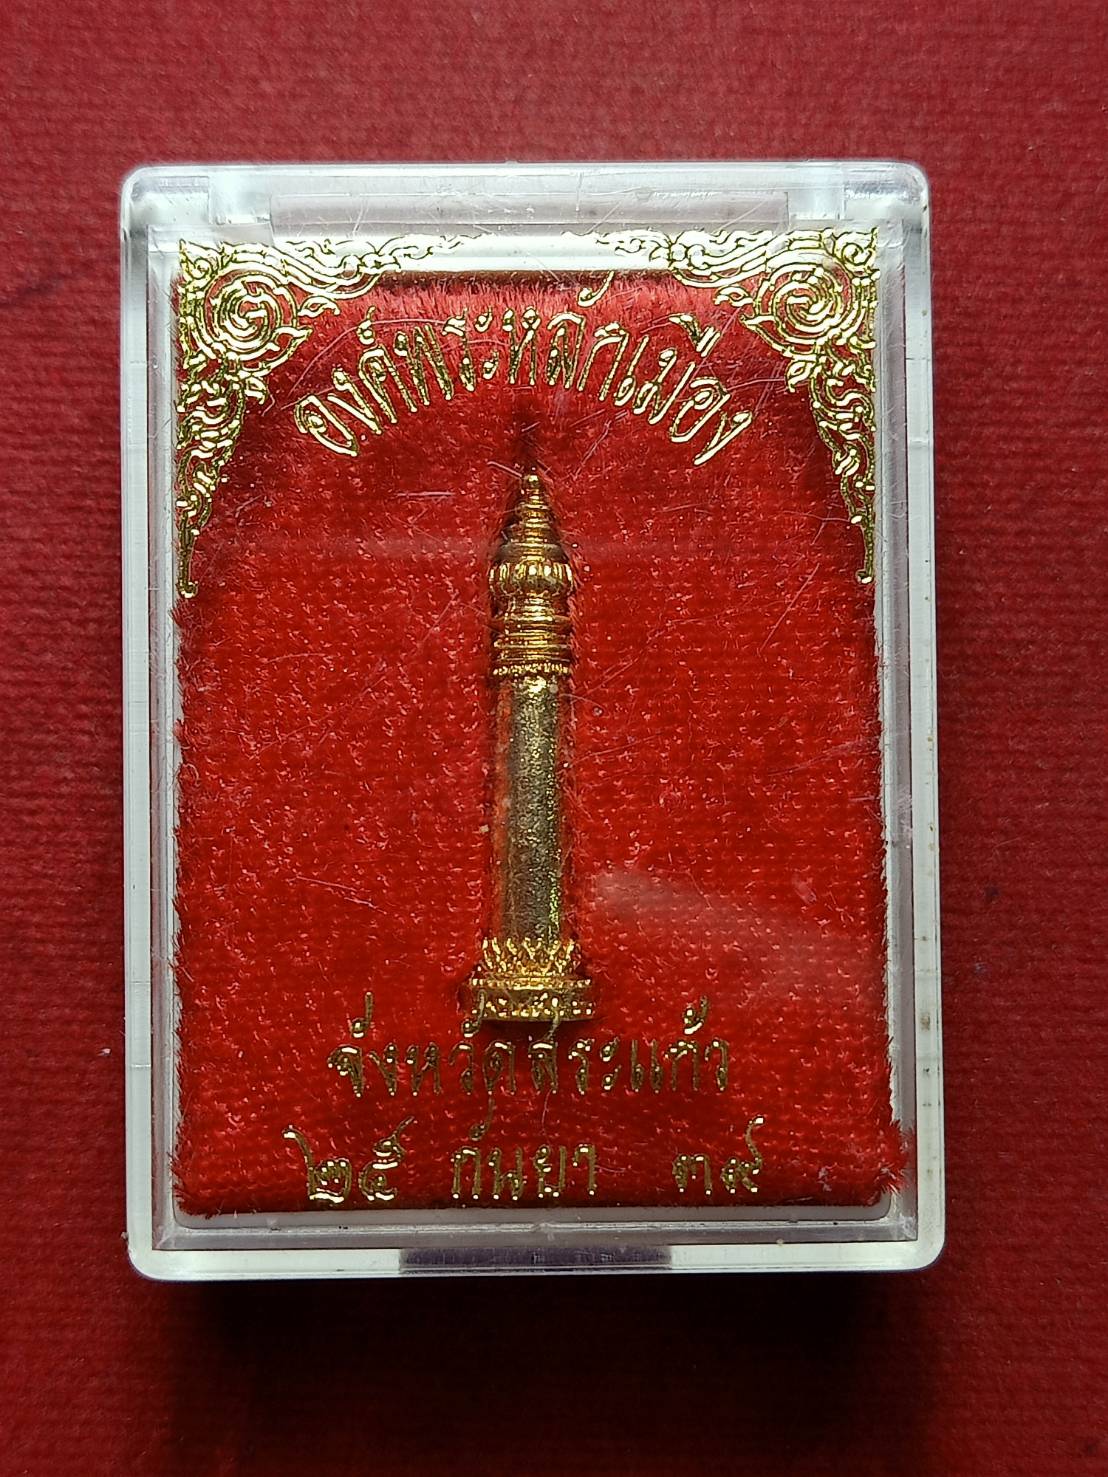 องค์พระหลักเมือง
จังหวัดสระแก้ว
๒๕ กันยา ๓๙